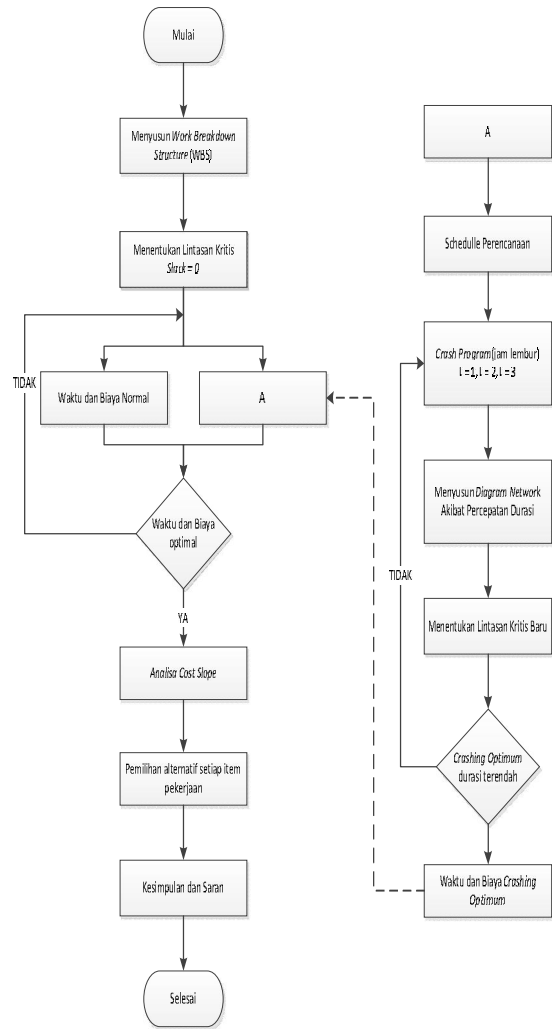 Mulai
Menyusun Work Breakdown
Structure (WBS)
Menentukan Lintasan Kritis
Slack = 0
TIDAK
Waktu dan Biaya Normal
A
Waktu dan Biaya
optimal
YA
Analisa Cost Slope
Pemilihan alternatif setiap item
pekerjaan
Kesimpulan dan Saran
Selesai
A
Schedulle Perencanaan
Crash Program (jam lembur)
t =1, t = 2, t = 3
Menyusun Diagram Network
Akibat Percepatan Durasi
TIDAK
Menentukan Lintasan Kritis Baru
Crashing Optimum
durasi terendah
Waktu dan Biaya Crashing
Optimum